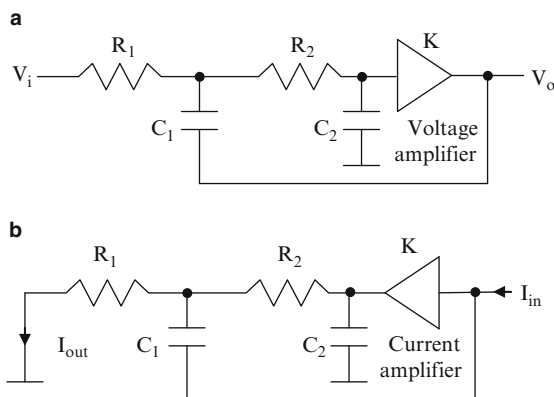 a
R1
R2
K
Vi
Vo
C1
C2
Voltage
amplifier
b
R1
R2
K
Iin
Iout
C1
C2
Current
amplifier